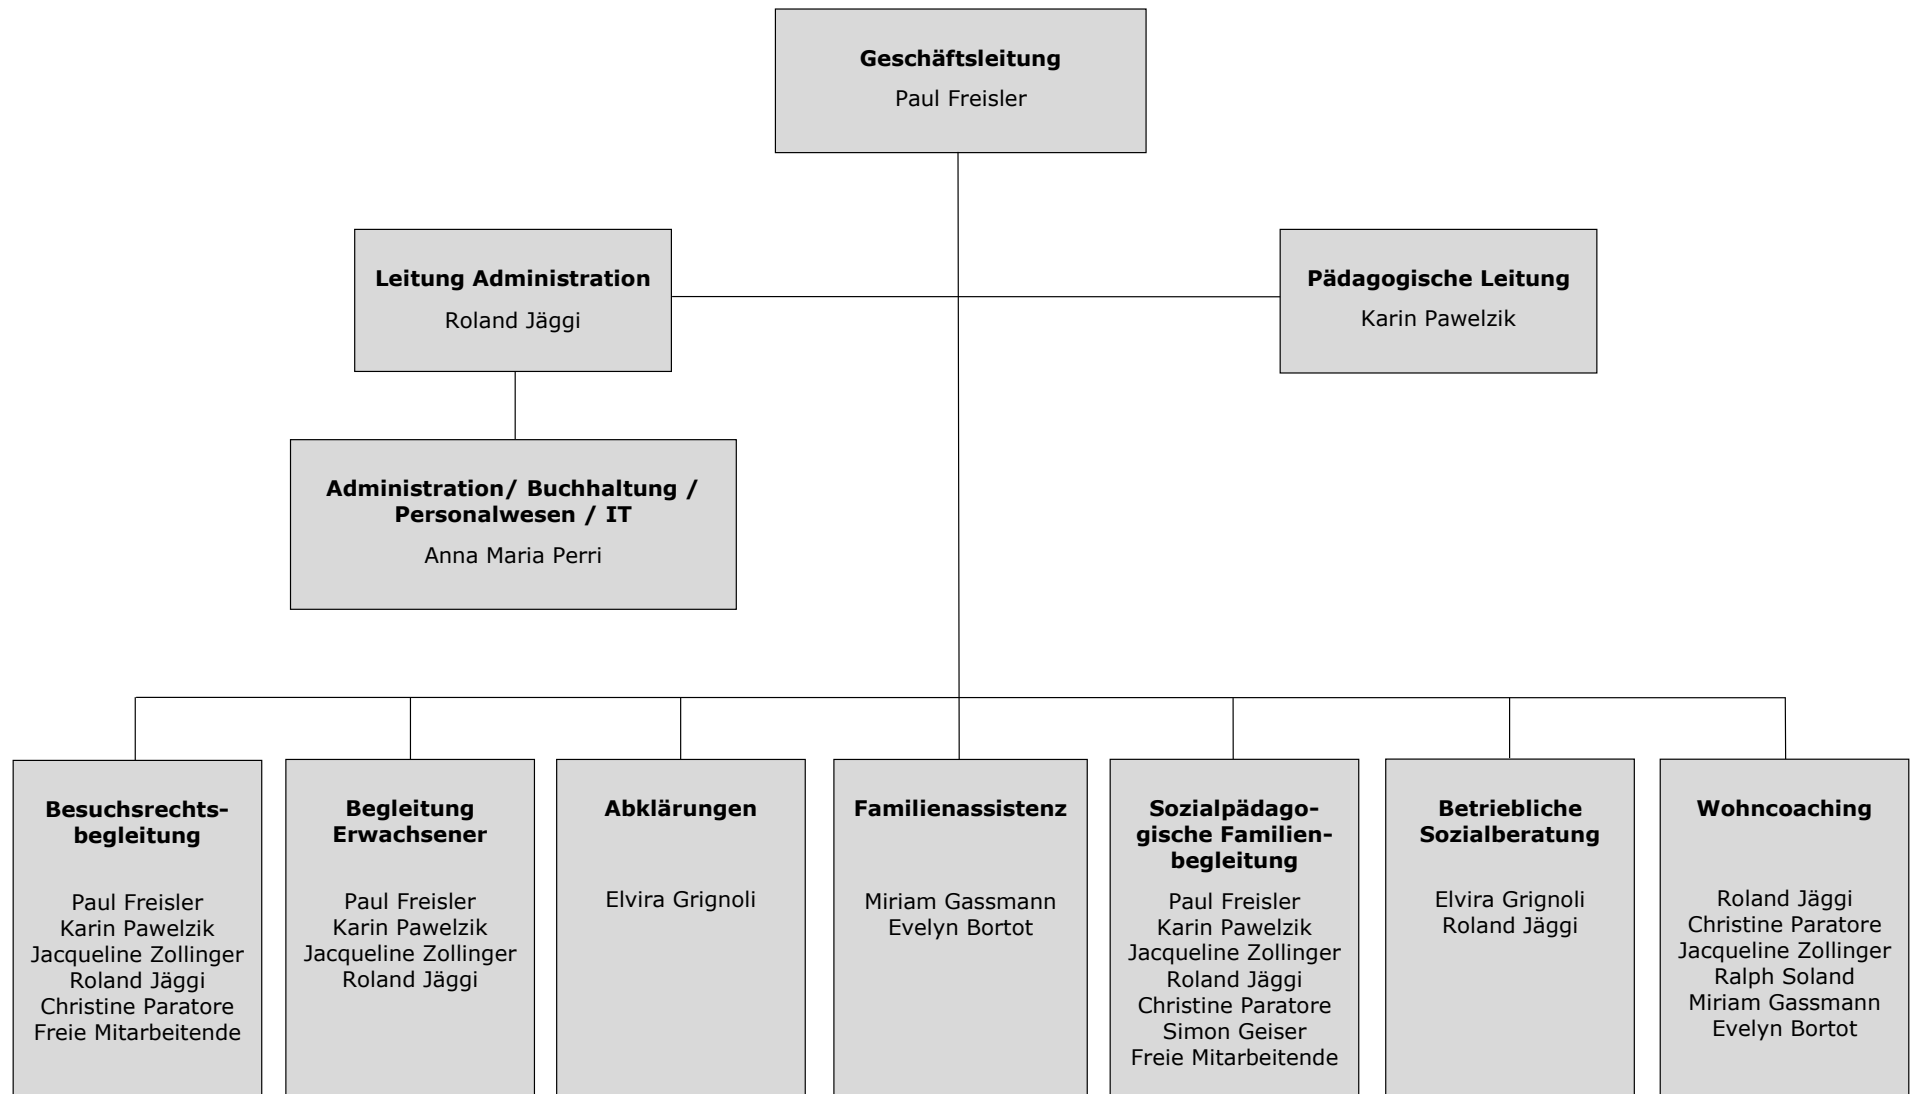 Geschäftsleitung
Paul Freisler
Leitung Administration
Roland Jäggi
Pädagogische Leitung
Karin Pawelzik
Administration/ Buchhaltung /
Personalwesen / IT
Anna Maria Perri
Besuchsrechts-
begleitung
Paul Freisler
Karin Pawelzik
Jacqueline Zollinger
Roland Jäggi
Christine Paratore
Freie Mitarbeitende
Begleitung
Erwachsener
Paul Freisler
Karin Pawelzik
Jacqueline Zollinger
Roland Jäggi
Abklärungen
Elvira Grignoli
Familienassistenz
Miriam Gassmann
Evelyn Bortot
Sozialpädago-
gische Familien-
begleitung
Paul Freisler
Karin Pawelzik
Jacqueline Zollinger
Roland Jäggi
Christine Paratore
Simon Geiser
Freie Mitarbeitende
Betriebliche
Sozialberatung
Elvira Grignoli
Roland Jäggi
Wohncoaching
Roland Jäggi
Christine Paratore
Jacqueline Zollinger
Ralph Soland
Miriam Gassmann
Evelyn Bortot